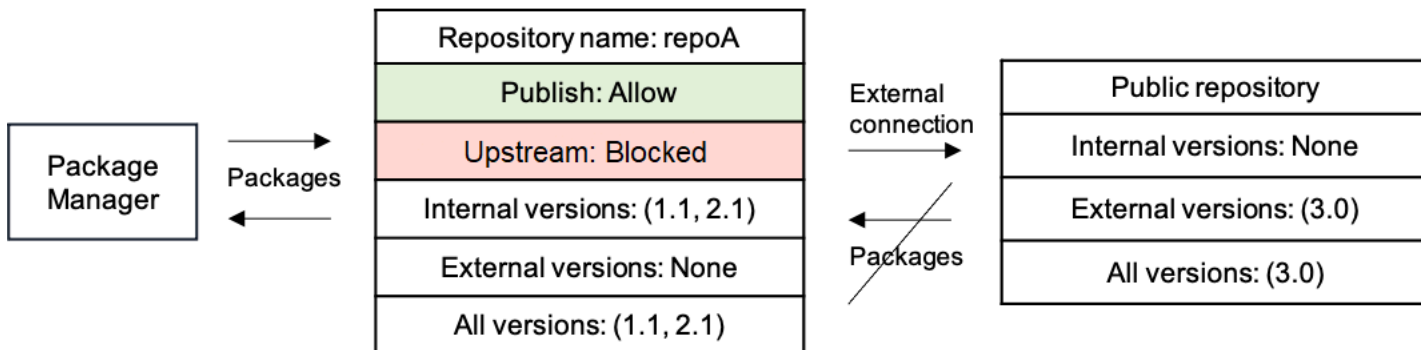 Package
Manager
Packages
Repository name: repoA
Publish: Allow
Upstream: Blocked
Internal versions: (1.1, 2.1)
External versions: None
All versions: (1.1, 2.1)
External
connection
Packages
Public repository
Internal versions: None
External versions: (3.0)
All versions: (3.0)